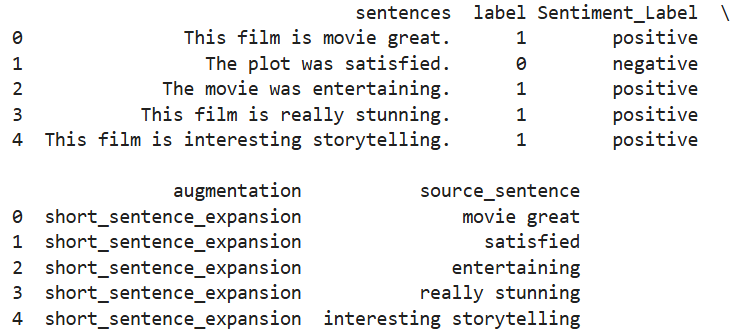 sentences label Sentiment_Label \
0 This film is movie great. 1 positive
1 The plot was satisfied. 0 negative
2 The movie was entertaining. 1 positive
3 This film is really stunning. 1 positive
4 This film is interesting storytelling. 1 positive
augmentation source_sentence
0 short_sentence_expansion movie great
1 short_sentence_expansion satisfied
2 short_sentence_expansion entertaining
3 short_sentence_expansion really stunning
4 short_sentence_expansion interesting storytelling